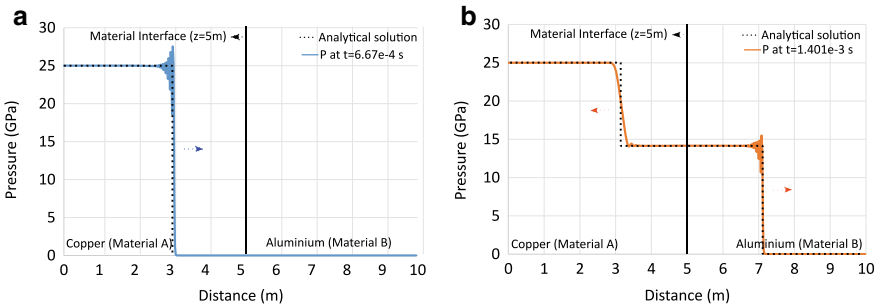 a
Material Interface (z=5m)
Analytical solution
P at t=6.67e-4 s
Pressure (GPa)
30
25
20
15
10
5
0
Copper (Material A)
Aluminium (Material B)
0 1 2 3 4 5 6 7 8 9 10
Distance (m)
b
Material Interface (z=5m)
Analytical solution
P at t=1.401e-3 s
Pressure (GPa)
30
25
20
15
10
5
0
Copper (Material A)
Aluminium (Material B)
0 1 2 3 4 5 6 7 8 9 10
Distance (m)